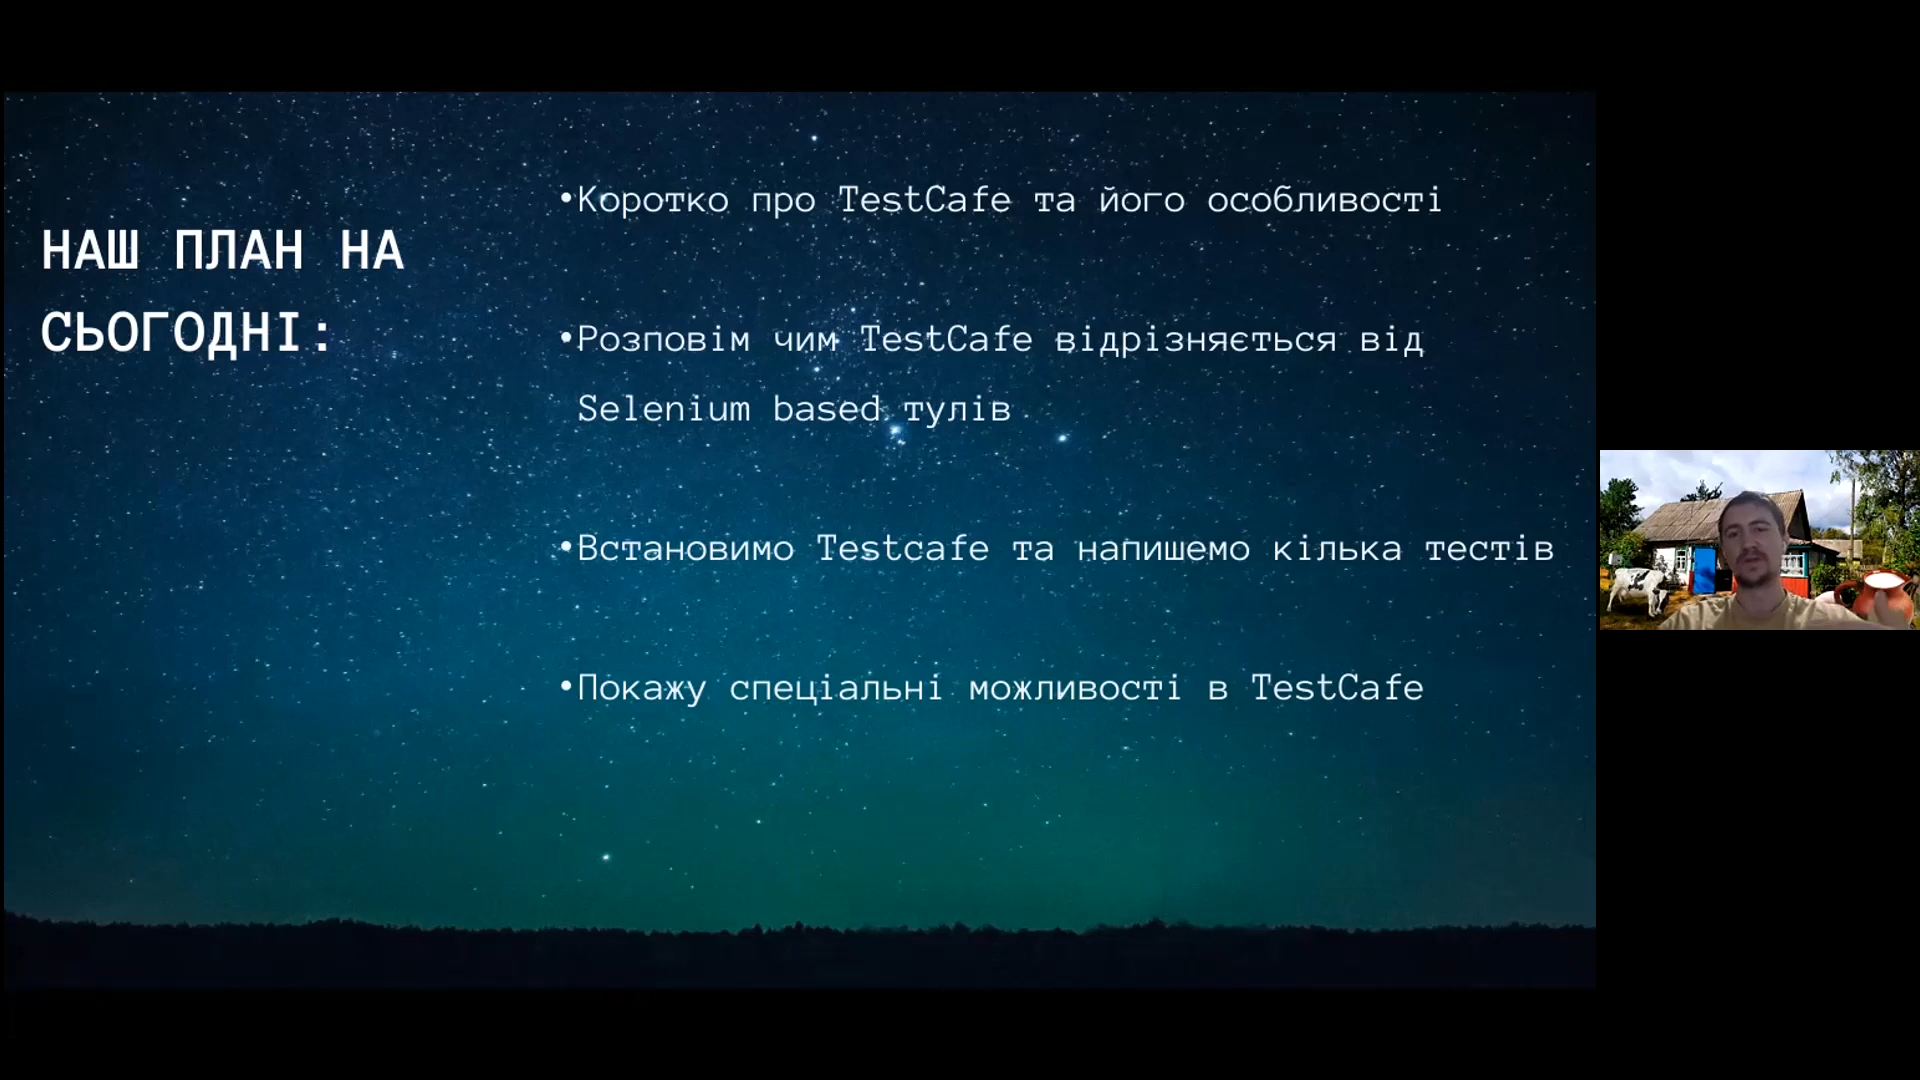 НАШ ПЛАН НА
СЬОГОДНІ:
•Коротко про TestCafe та його особливості
•Розповім чим TestCafe відрізняється від
Selenium based тулів
•Встановимо Testcafe та напишемо кілька тестів
•Покажу спеціальні можливості в TestCafe